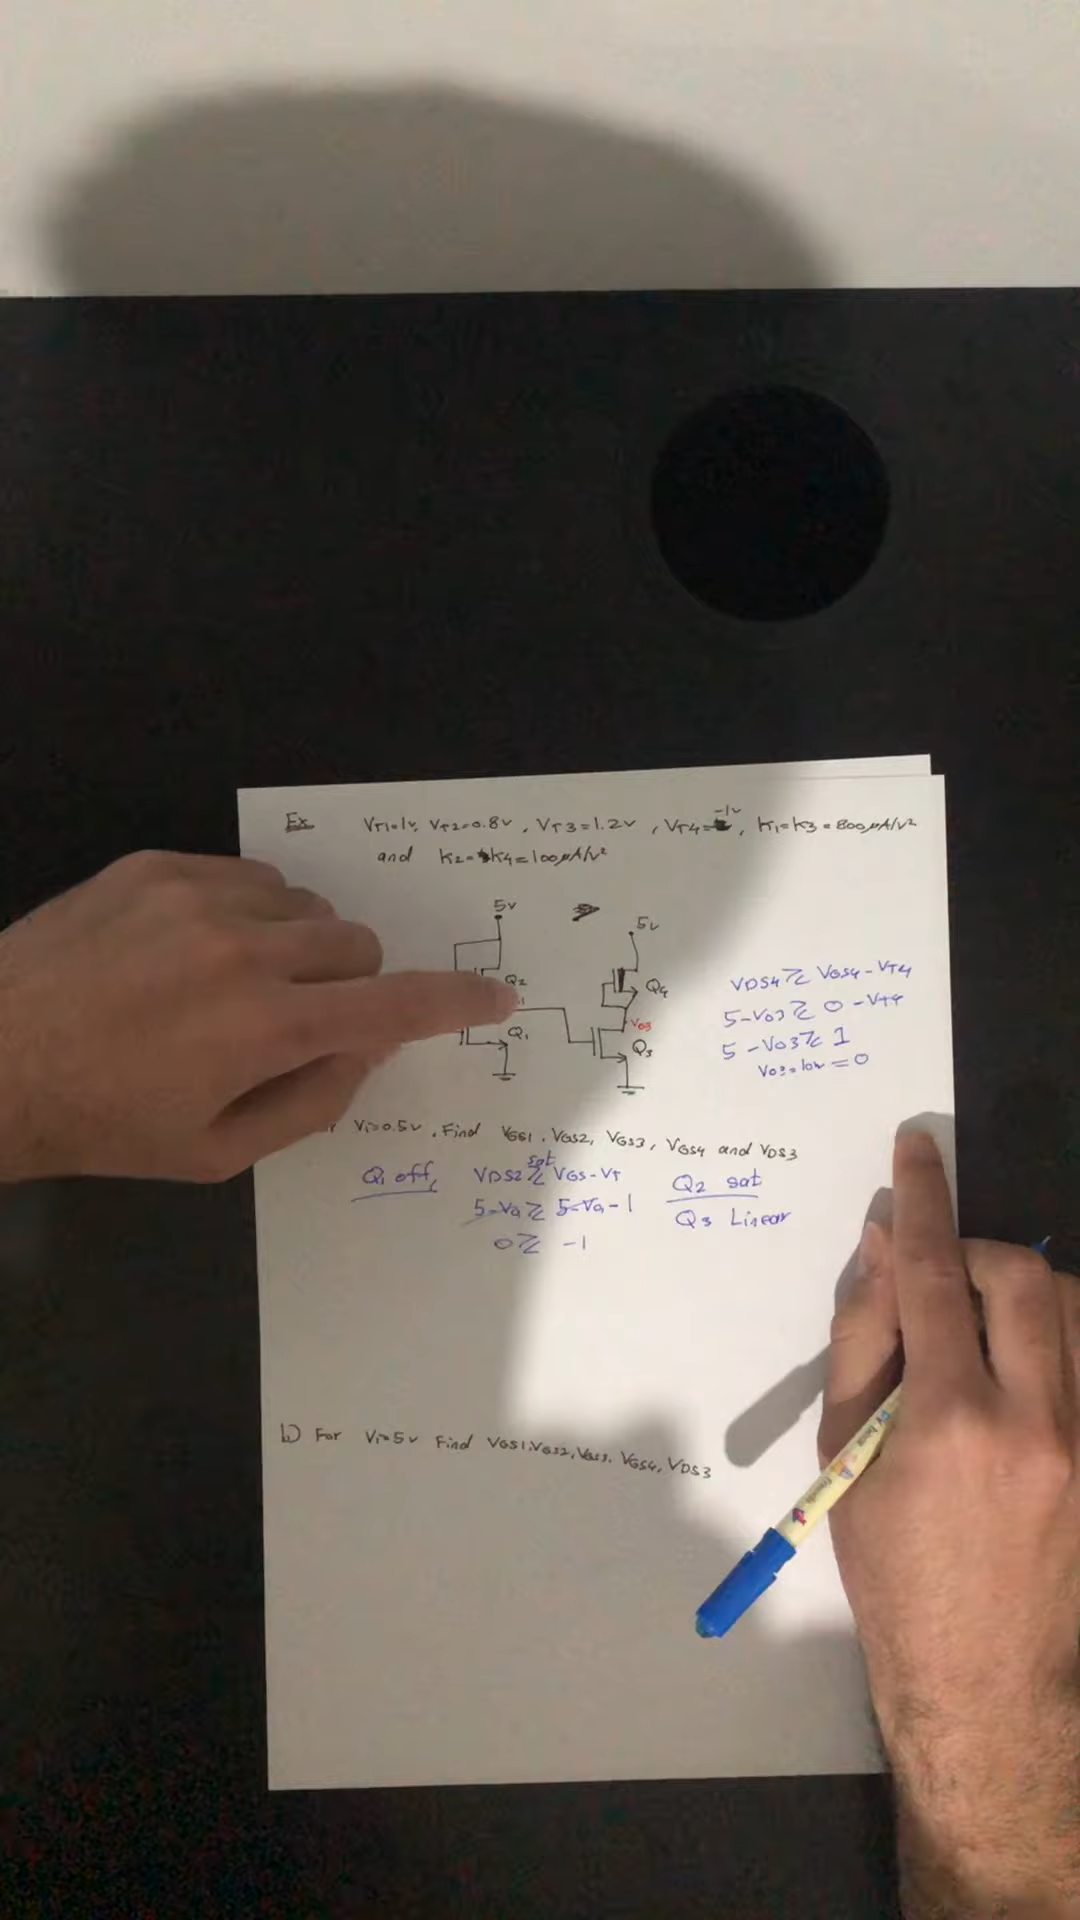 Ex VT1=1v, VT2=0.8v, VT3=1.2v, VT4=-1v, K1=K3=800μA/V²
and K2=K4=100μA/V²
5v
5v
Q2
Q4
Vo3
Q1
Q3
VDS4 ≥ VGS4-VT4
5-Vo3 ≥ 0-VT4
5-Vo3 ≥ 1
Vo3=low=0
Vi=0.5v, Find VGS1, VGS2, VGS3, VGS4 and VDS3
Q1 off, VDS2 sat ≥ VGS-VT Q2 sat
5-Va ≥ 5-Va-1 Q3 Linear
0 ≥ -1
b) For Vi=5v Find VGS1, VGS2, VGS3, VGS4, VDS3